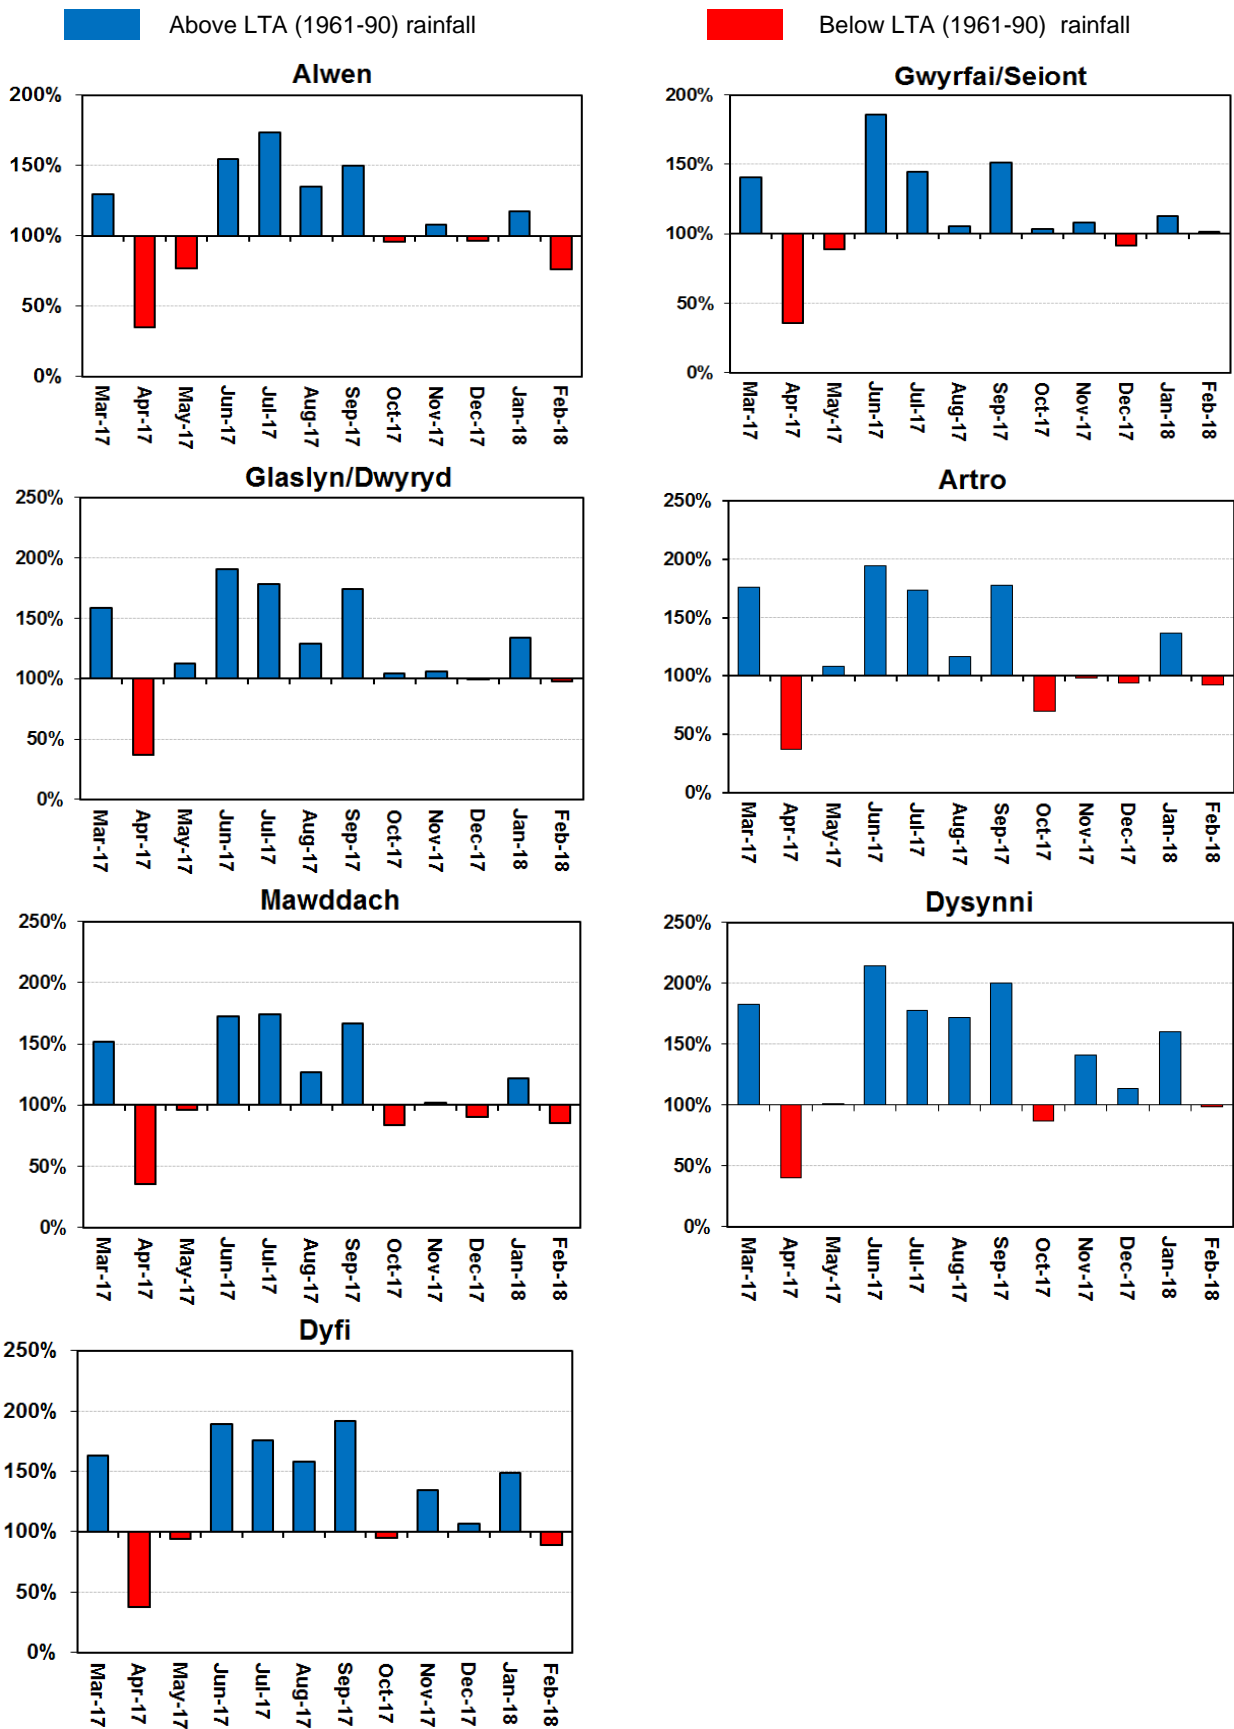 Above LTA (1961-90) rainfall
Below LTA (1961-90) rainfall
Alwen
200%
150%
100%
50%
0%
Mar-17
Apr-17
May-17
Jun-17
Jul-17
Aug-17
Sep-17
Oct-17
Nov-17
Dec-17
Jan-18
Feb-18
Gwyrfai/Seiont
200%
150%
100%
50%
0%
Mar-17
Apr-17
May-17
Jun-17
Jul-17
Aug-17
Sep-17
Oct-17
Nov-17
Dec-17
Jan-18
Feb-18
Glaslyn/Dwyryd
250%
200%
150%
100%
50%
0%
Mar-17
Apr-17
May-17
Jun-17
Jul-17
Aug-17
Sep-17
Oct-17
Nov-17
Dec-17
Jan-18
Feb-18
Artro
250%
200%
150%
100%
50%
0%
Mar-17
Apr-17
May-17
Jun-17
Jul-17
Aug-17
Sep-17
Oct-17
Nov-17
Dec-17
Jan-18
Feb-18
Mawddach
250%
200%
150%
100%
50%
0%
Mar-17
Apr-17
May-17
Jun-17
Jul-17
Aug-17
Sep-17
Oct-17
Nov-17
Dec-17
Jan-18
Feb-18
Dysynni
250%
200%
150%
100%
50%
0%
Mar-17
Apr-17
May-17
Jun-17
Jul-17
Aug-17
Sep-17
Oct-17
Nov-17
Dec-17
Jan-18
Feb-18
Dyfi
250%
200%
150%
100%
50%
0%
Mar-17
Apr-17
May-17
Jun-17
Jul-17
Aug-17
Sep-17
Oct-17
Nov-17
Dec-17
Jan-18
Feb-18